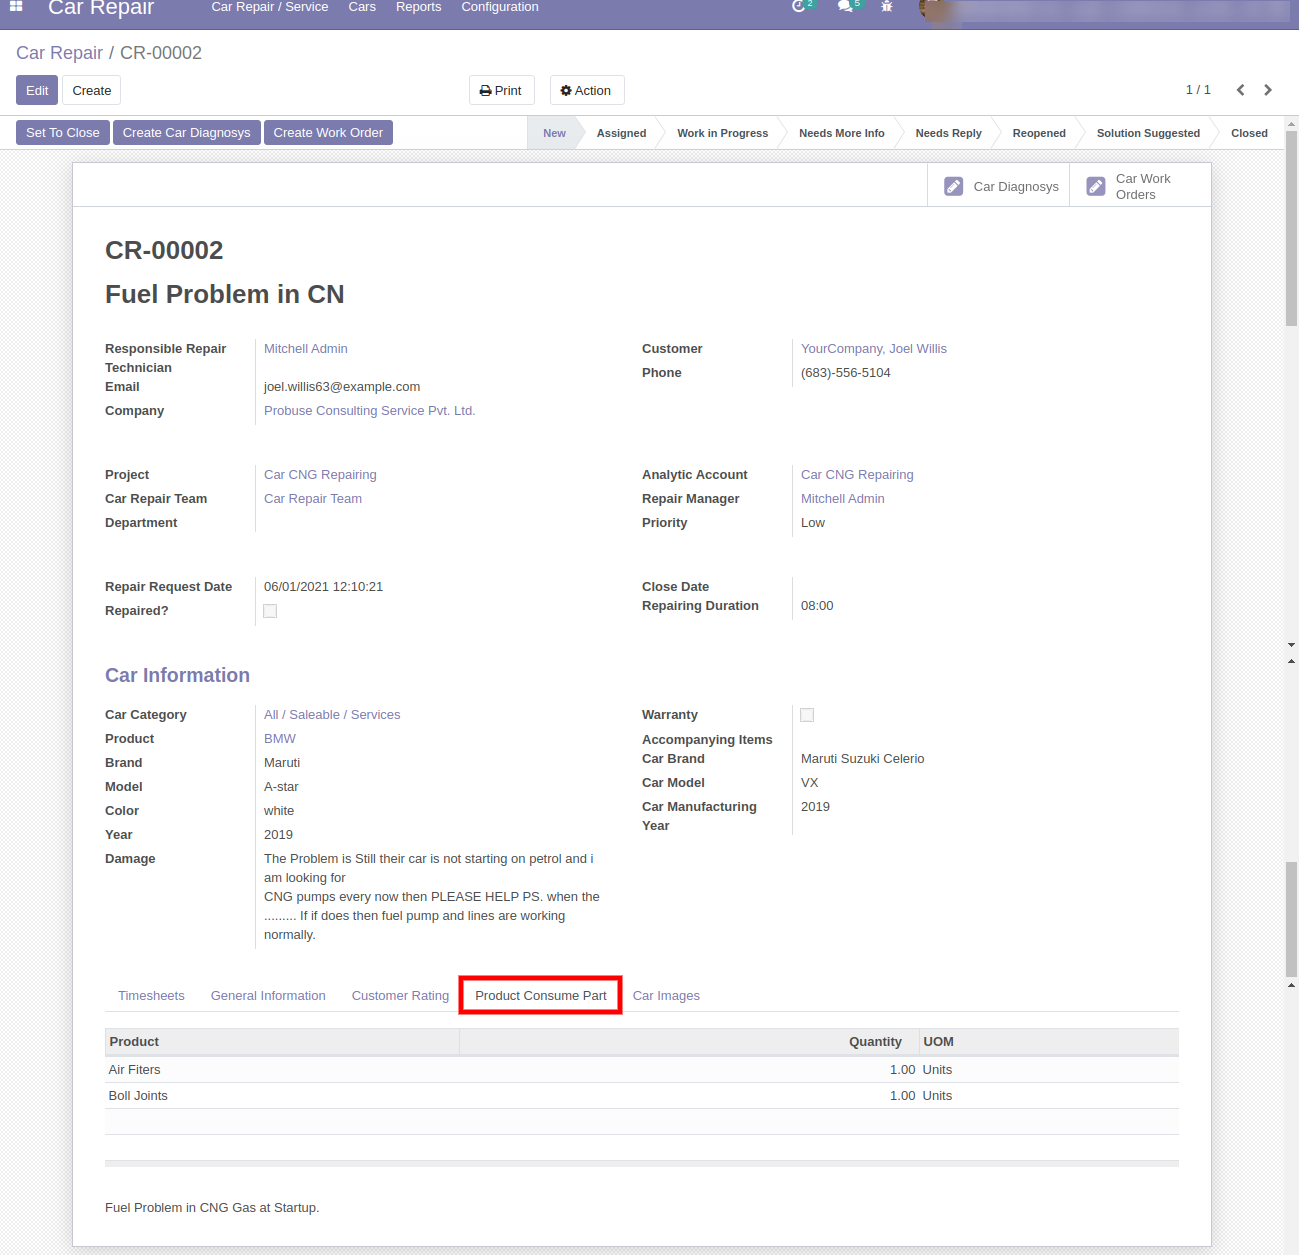 Car Repair Car Repair / Service Cars Reports Configuration 2 5
Car Repair / CR-00002
Edit Create Print Action 1 / 1
Set To Close Create Car Diagnosys Create Work Order New Assigned Work in Progress Needs More Info Needs Reply Reopened Solution Suggested Closed
Car Diagnosys Car Work
Orders
CR-00002
Fuel Problem in CN
Responsible Repair Mitchell Admin Customer YourCompany, Joel Willis
Technician Phone (683)-556-5104
Email joel.willis63@example.com
Company Probuse Consulting Service Pvt. Ltd.
Project Car CNG Repairing Analytic Account Car CNG Repairing
Car Repair Team Car Repair Team Repair Manager Mitchell Admin
Department Priority Low
Repair Request Date 06/01/2021 12:10:21 Close Date
Repaired? Repairing Duration 08:00
Car Information
Car Category All / Saleable / Services Warranty
Product BMW Accompanying Items
Brand Maruti Car Brand Maruti Suzuki Celerio
Model A-star Car Model VX
Color white Car Manufacturing 2019
Year 2019 Year
Damage The Problem is Still their car is not starting on petrol and i
am looking for
CNG pumps every now then PLEASE HELP PS. when the
......... If if does then fuel pump and lines are working
normally.
Timesheets General Information Customer Rating Product Consume Part Car Images
Product Quantity UOM
Air Fiters 1.00 Units
Boll Joints 1.00 Units
Fuel Problem in CNG Gas at Startup.